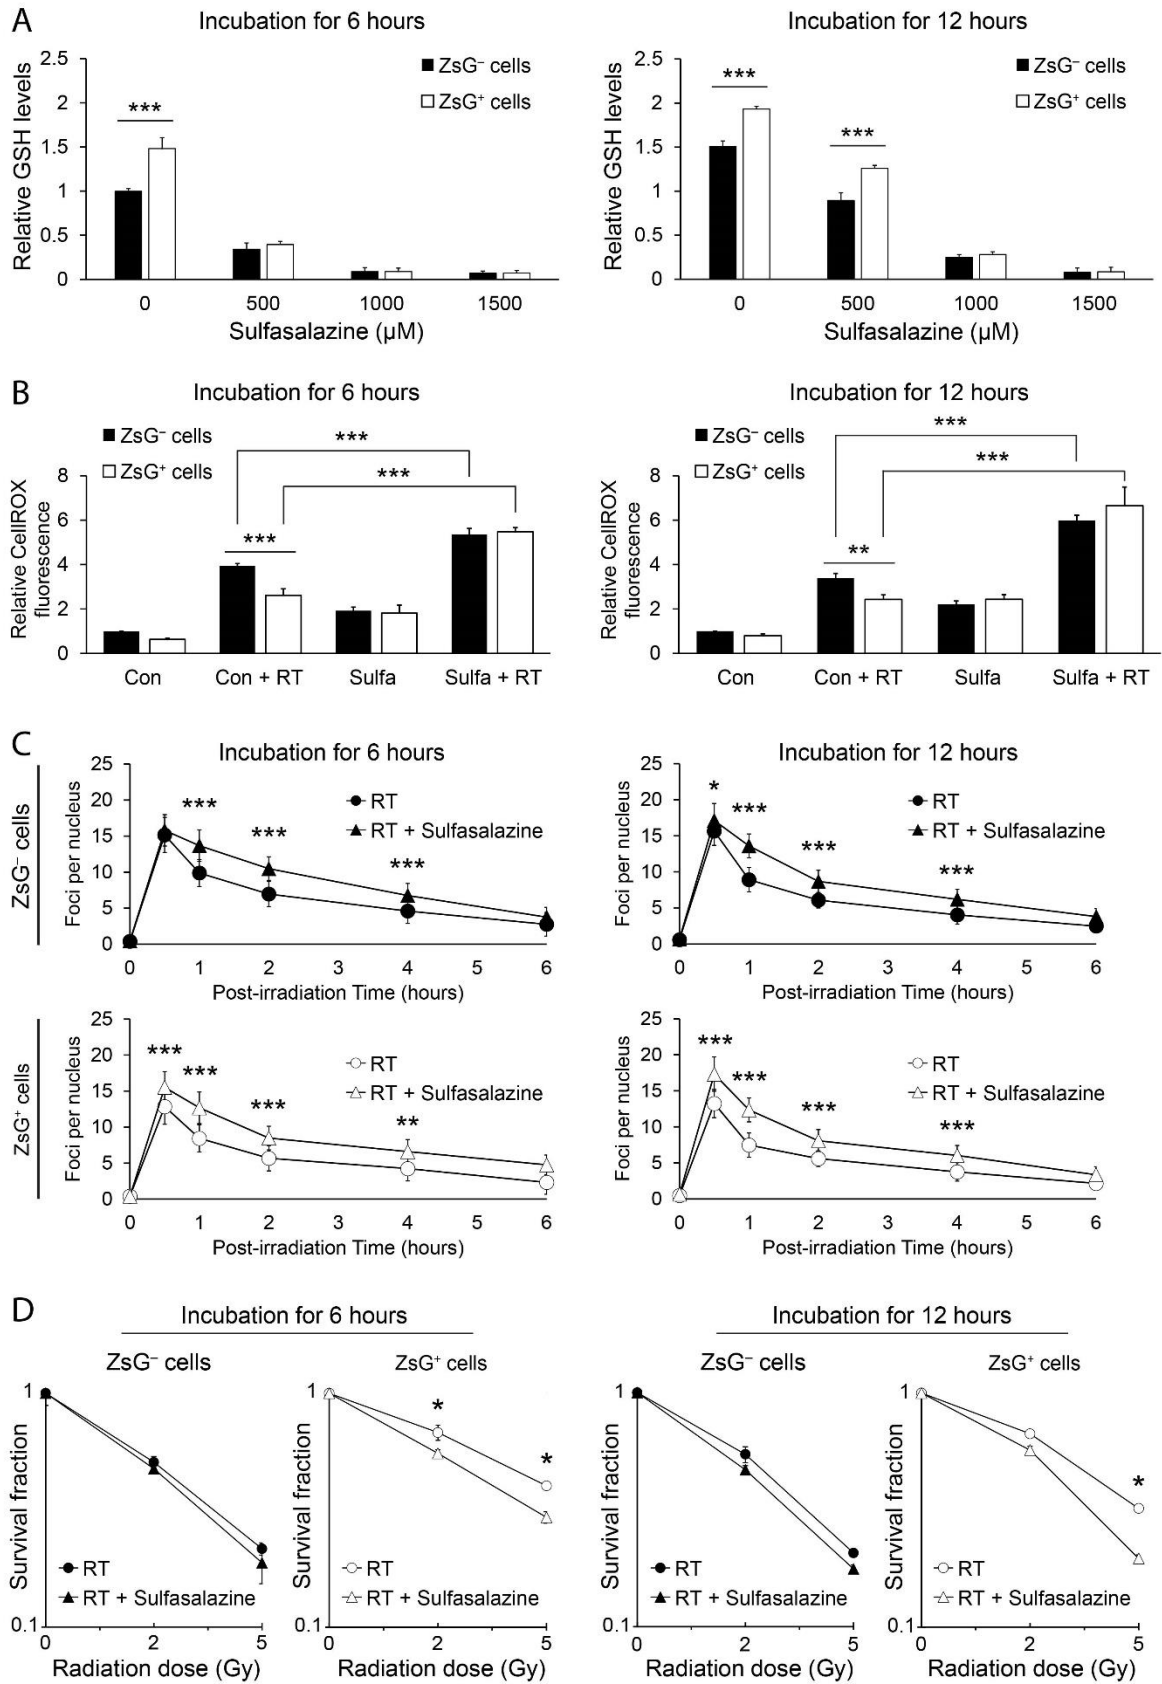 A
Incubation for 6 hours
Relative GSH levels
2.5
2
1.5
1
0.5
0
***
ZsG⁻ cells
ZsG⁺ cells
0 500 1000 1500
Sulfasalazine (µM)
Incubation for 12 hours
Relative GSH levels
2.5
2
1.5
1
0.5
0
***
***
ZsG⁻ cells
ZsG⁺ cells
0 500 1000 1500
Sulfasalazine (µM)
B
Incubation for 6 hours
ZsG⁻ cells
ZsG⁺ cells
***
***
***
Relative CellROX
fluorescence
8
6
4
2
0
Con Con + RT Sulfa Sulfa + RT
Incubation for 12 hours
ZsG⁻ cells
ZsG⁺ cells
***
***
**
Relative CellROX
fluorescence
8
6
4
2
0
Con Con + RT Sulfa Sulfa + RT
C
ZsG⁻ cells
Incubation for 6 hours
Foci per nucleus
25
20
15
10
5
0
*** *** ***
RT
RT + Sulfasalazine
0 1 2 3 4 5 6
Post-irradiation Time (hours)
Incubation for 12 hours
Foci per nucleus
25
20
15
10
5
0
* *** *** ***
RT
RT + Sulfasalazine
0 1 2 3 4 5 6
Post-irradiation Time (hours)
ZsG⁺ cells
Foci per nucleus
25
20
15
10
5
0
*** *** *** **
RT
RT + Sulfasalazine
0 1 2 3 4 5 6
Post-irradiation Time (hours)
Foci per nucleus
25
20
15
10
5
0
*** *** *** ***
RT
RT + Sulfasalazine
0 1 2 3 4 5 6
Post-irradiation Time (hours)
D
Incubation for 6 hours
ZsG⁻ cells
Survival fraction
1
0.1
RT
RT + Sulfasalazine
0 2 5
Radiation dose (Gy)
ZsG⁺ cells
Survival fraction
1
0.1
* *
RT
RT + Sulfasalazine
0 2 5
Radiation dose (Gy)
Incubation for 12 hours
ZsG⁻ cells
Survival fraction
1
0.1
RT
RT + Sulfasalazine
0 2 5
Radiation dose (Gy)
ZsG⁺ cells
Survival fraction
1
0.1
*
RT
RT + Sulfasalazine
0 2 5
Radiation dose (Gy)